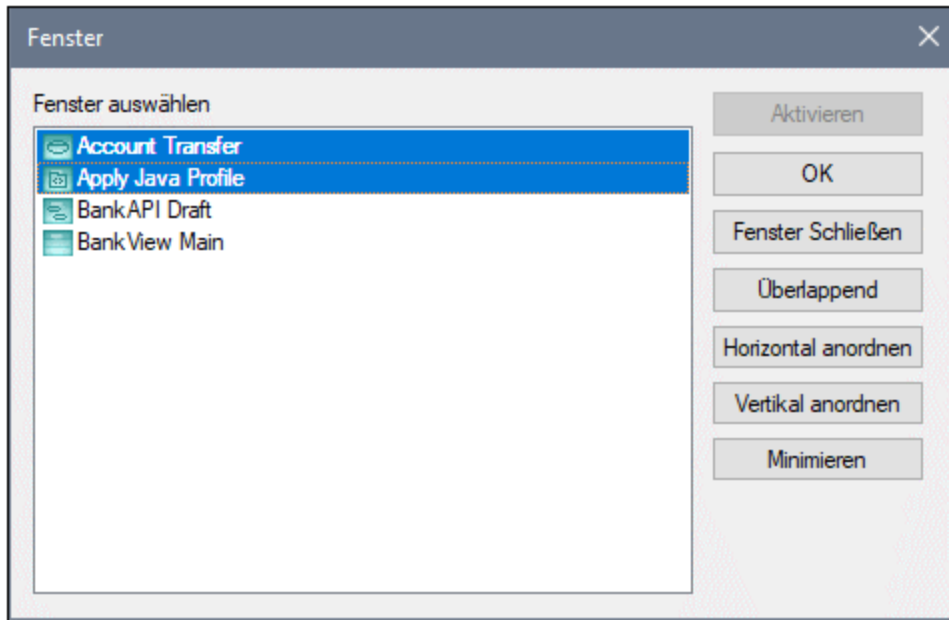 Fenster
Fenster auswählen
Account Transfer
Apply Java Profile
BankAPI Draft
BankView Main
Aktivieren
OK
Fenster Schließen
Überlappend
Horizontal anordnen
Vertikal anordnen
Minimieren